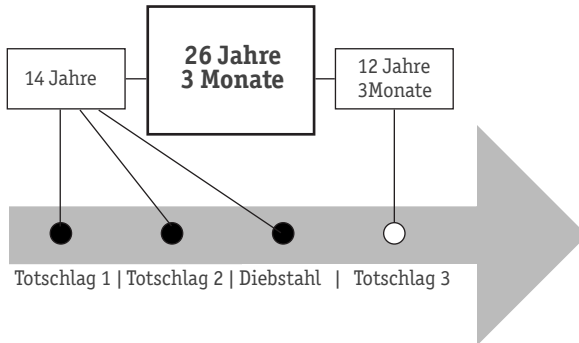 14 Jahre
26 Jahre
3 Monate
12 Jahre
3Monate
Totschlag 1 | Totschlag 2 | Diebstahl | Totschlag 3